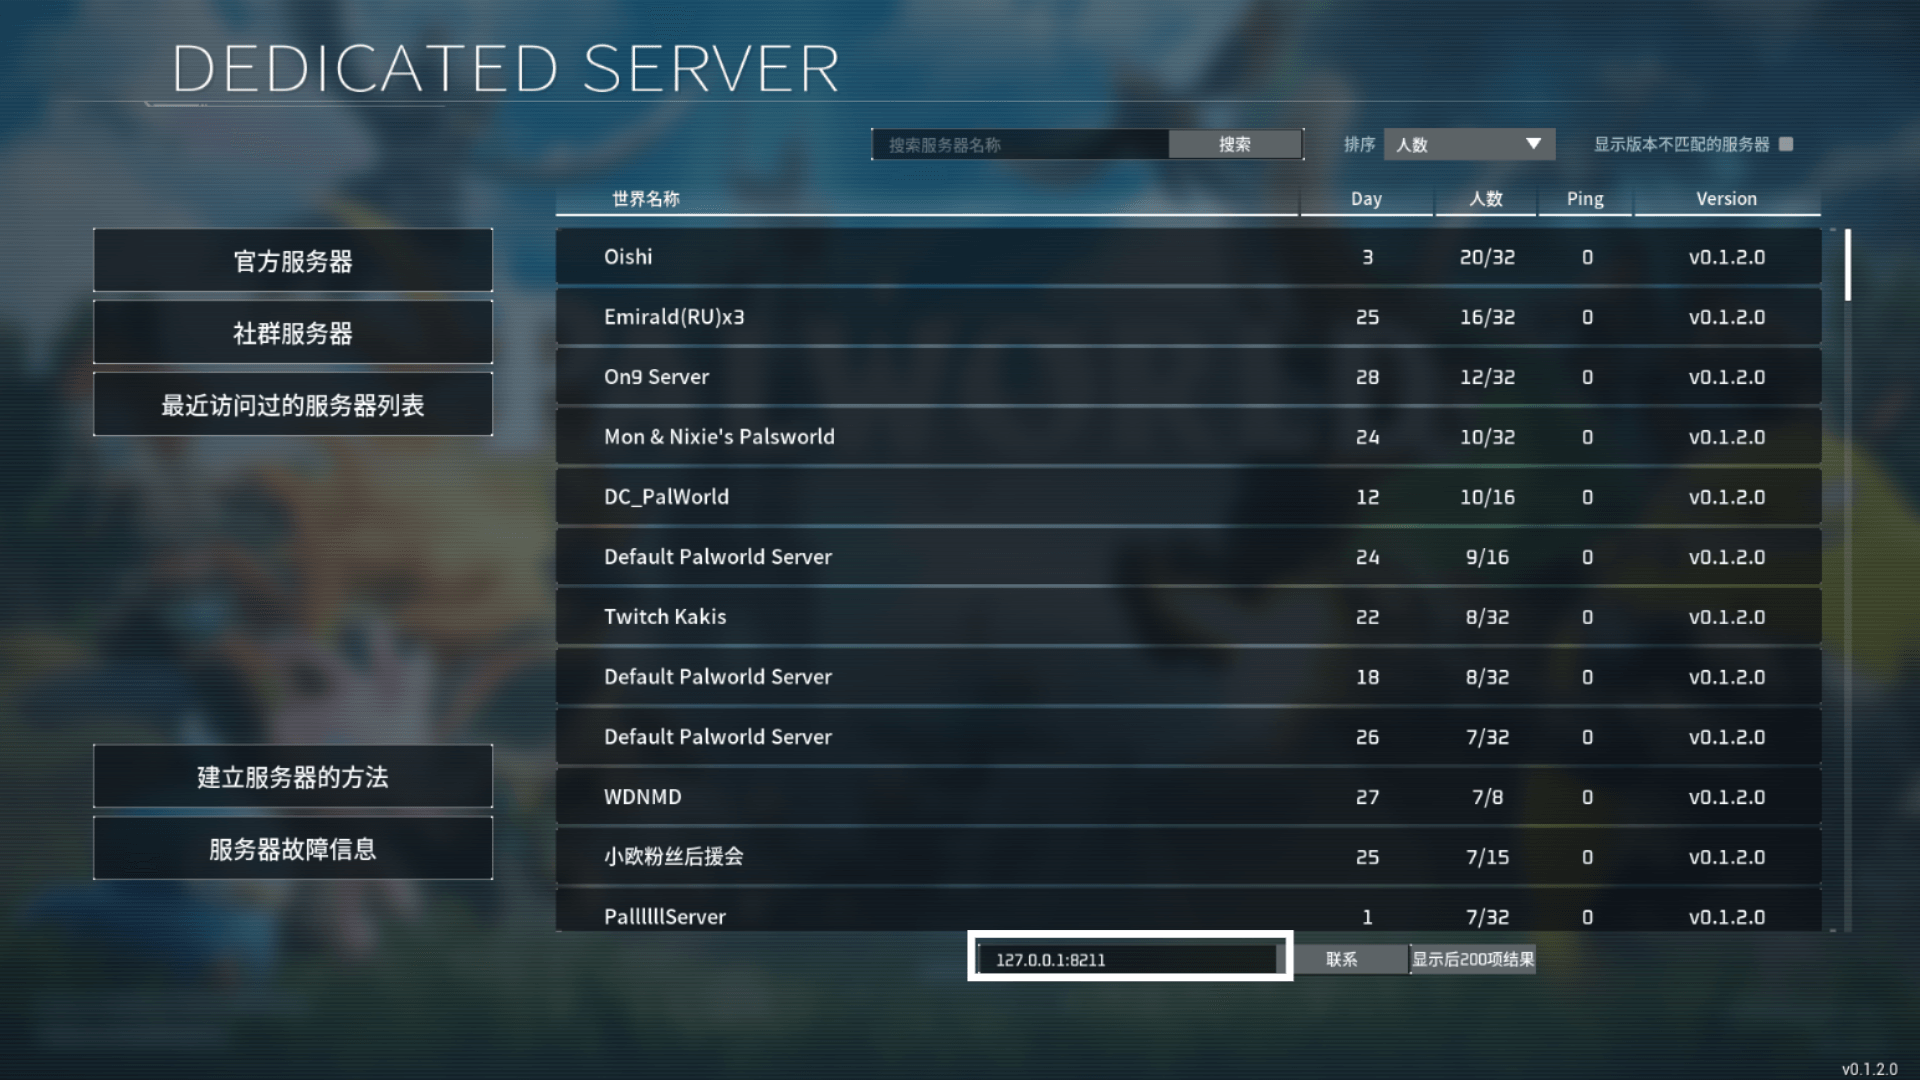 DEDICATED SERVER
搜索服务器名称 搜索 排序 人数 显示版本不匹配的服务器
世界名称 Day 人数 Ping Version
官方服务器
社群服务器
最近访问过的服务器列表
建立服务器的方法
服务器故障信息
Oishi 3 20/32 0 v0.1.2.0
Emirald(RU)x3 25 16/32 0 v0.1.2.0
On9 Server 28 12/32 0 v0.1.2.0
Mon & Nixie's Palsworld 24 10/32 0 v0.1.2.0
DC_PalWorld 12 10/16 0 v0.1.2.0
Default Palworld Server 24 9/16 0 v0.1.2.0
Twitch Kakis 22 8/32 0 v0.1.2.0
Default Palworld Server 18 8/32 0 v0.1.2.0
Default Palworld Server 26 7/32 0 v0.1.2.0
WDNMD 27 7/8 0 v0.1.2.0
小欧粉丝后援会 25 7/15 0 v0.1.2.0
PallllllServer 1 7/32 0 v0.1.2.0
127.0.0.1:8211 联系 显示后200项结果
v0.1.2.0